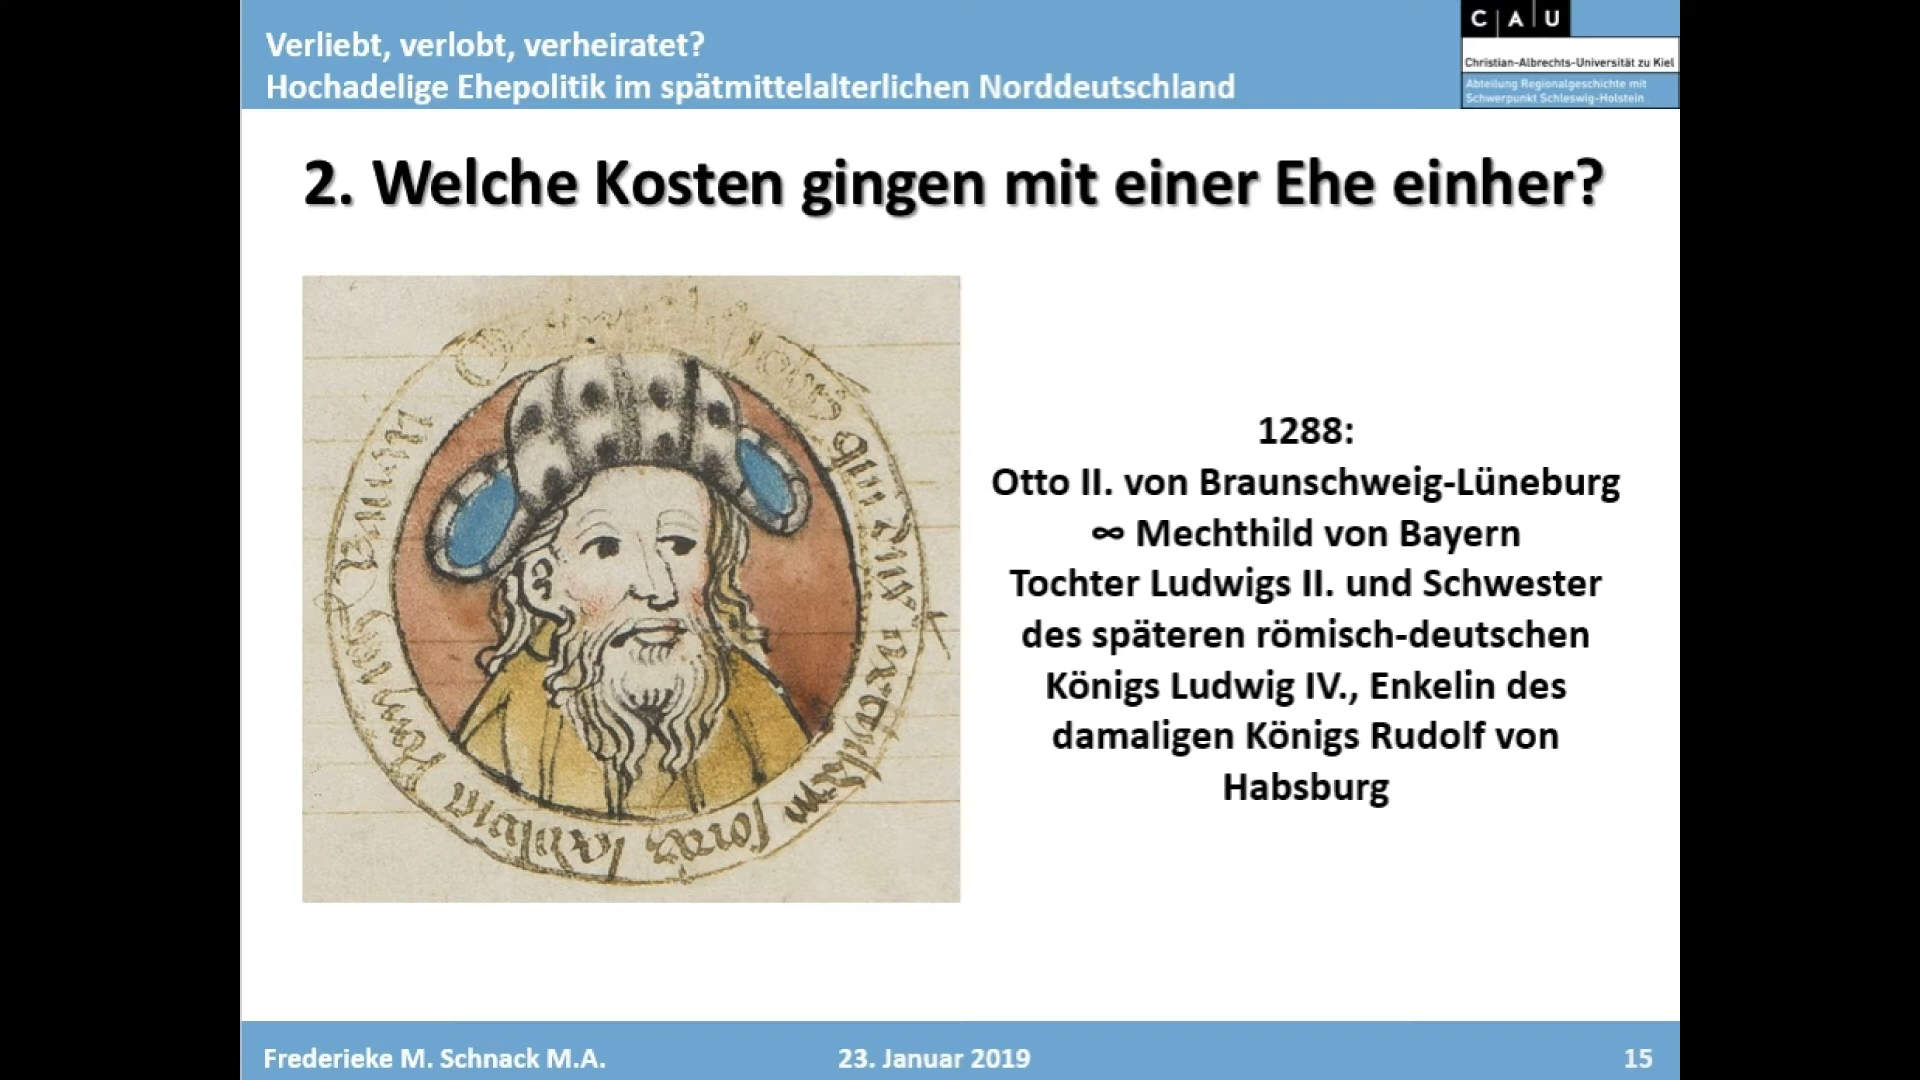 Verliebt, verlobt, verheiratet?
Hochadelige Ehepolitik im spätmittelalterlichen Norddeutschland
C A U
Christian-Albrechts-Universität zu Kiel
Abteilung Regionalgeschichte mit
Schwerpunkt Schleswig-Holstein
2. Welche Kosten gingen mit einer Ehe einher?
1288:
Otto II. von Braunschweig-Lüneburg
∞ Mechthild von Bayern
Tochter Ludwigs II. und Schwester
des späteren römisch-deutschen
Königs Ludwig IV., Enkelin des
damaligen Königs Rudolf von
Habsburg
Frederieke M. Schnack M.A.
23. Januar 2019
15